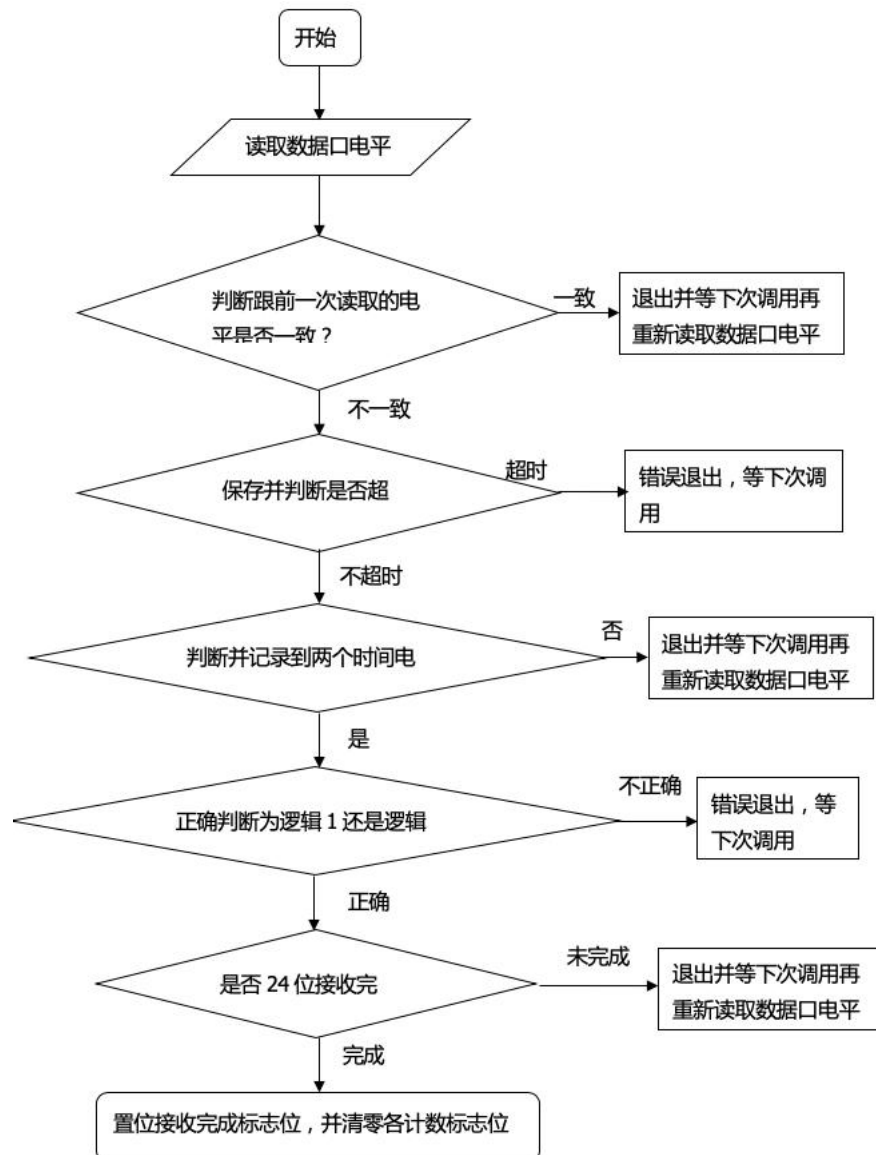 开始
读取数据口电平
判断跟前一次读取的电
平是否一致？
一致
退出并等下次调用再
重新读取数据口电平
不一致
保存并判断是否超
超时
错误退出，等下次调
用
不超时
判断并记录到两个时间电
否
退出并等下次调用再
重新读取数据口电平
是
正确判断为逻辑 1 还是逻辑
不正确
错误退出，等
下次调用
正确
是否 24 位接收完
未完成
退出并等下次调用再
重新读取数据口电平
完成
置位接收完成标志位，并清零各计数标志位